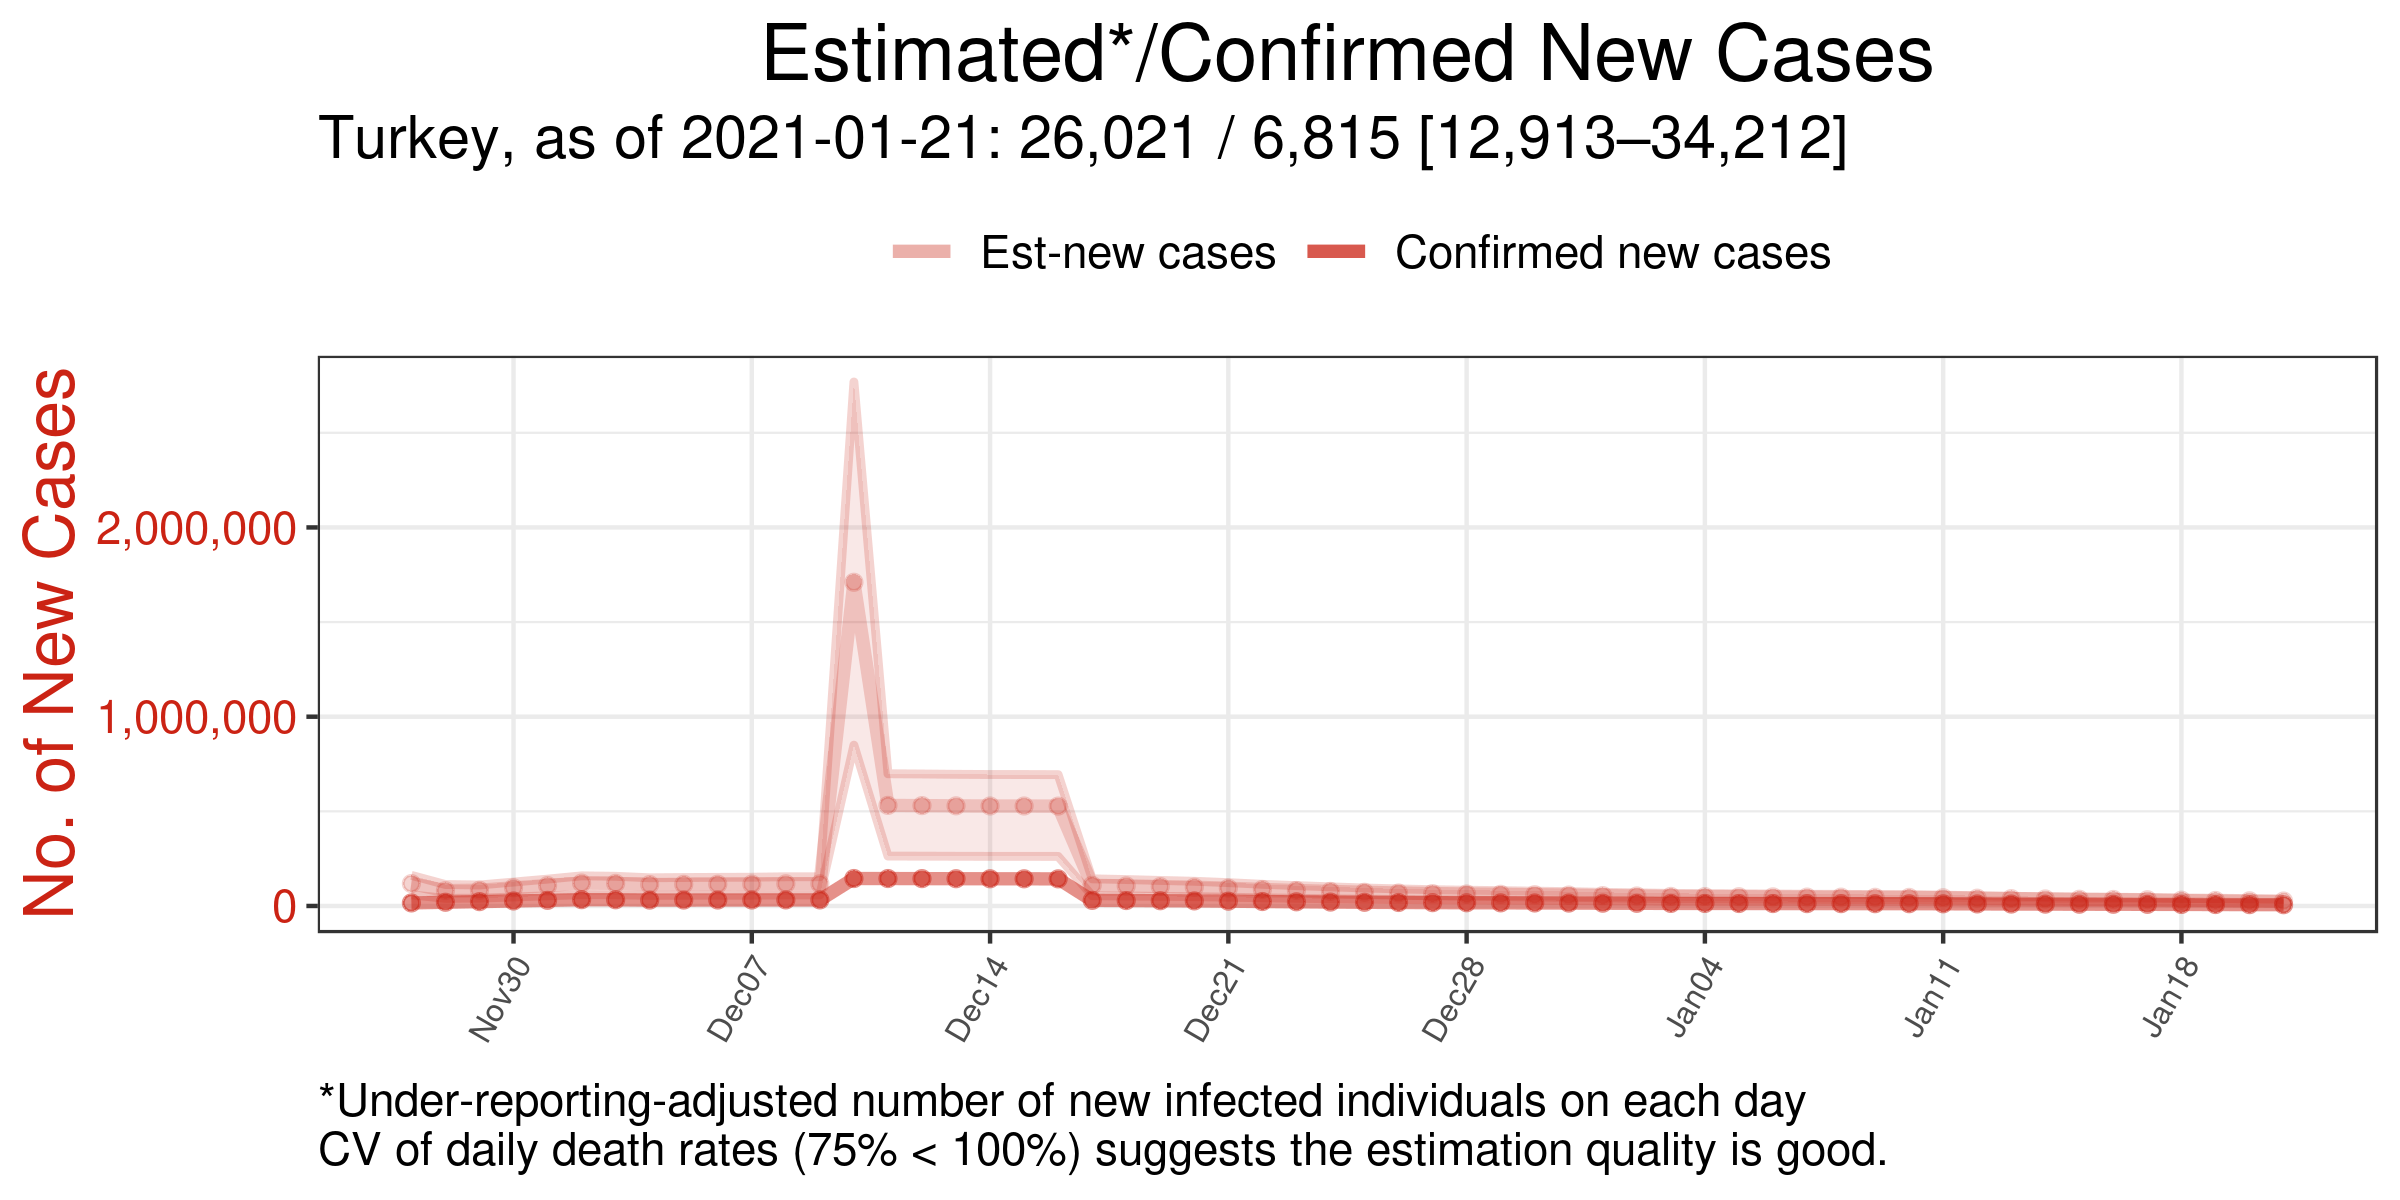 Estimated*/Confirmed New Cases
Turkey, as of 2021-01-21: 26,021 / 6,815 [12,913–34,212]
Est-new cases
Confirmed new cases
No. of New Cases
2,000,000
1,000,000
0
Nov30
Dec07
Dec14
Dec21
Dec28
Jan04
Jan11
Jan18
*Under-reporting-adjusted number of new infected individuals on each day
CV of daily death rates (75% < 100%) suggests the estimation quality is good.